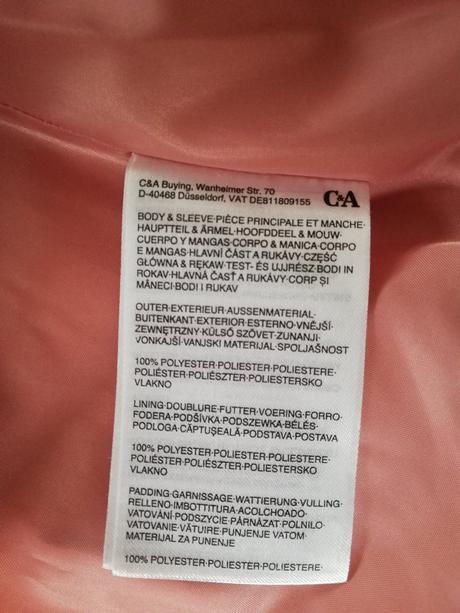 C&A Buying, Wanheimer Str. 70
D-40468 Düsseldorf, VAT DE811809155
C&A
BODY & SLEEVE·PIÈCE PRINCIPALE ET MANCHE·
HAUPTTEIL & ÄRMEL·HOOFDDEEL & MOUW·
CUERPO Y MANGAS·CORPO & MANICA·CORPO
E MANGAS·HLAVNÍ ČÁST A RUKÁVY·CZĘŚĆ
GŁÓWNA & RĘKAW·TEST- ÉS UJJRÉSZ·BODI IN
ROKAV·HLAVNÁ ČASŤ A RUKÁVY·CORP ȘI
MÂNECI·BODI I RUKAV
OUTER·EXTERIEUR·AUSSENMATERIAL·
BUITENKANT·EXTERIOR·ESTERNO·VNĚJŠÍ·
ZEWNĘTRZNY·KÜLSŐ SZÖVET·ZUNANJI·
VONKAJŠÍ·VANJSKI MATERIJAL·SPOLJAŠNOST
100% POLYESTER·POLIESTER·POLIESTERE·
POLIÉSTER·POLIÉSZTER·POLIESTERSKO
VLAKNO
LINING·DOUBLURE·FUTTER·VOERING·FORRO·
FODERA·PODŠÍVKA·PODSZEWKA·BÉLÉS·
PODLOGA·CĂPTUȘEALĂ·PODSTAVA·POSTAVA
100% POLYESTER·POLIESTER·POLIESTERE·
POLIÉSTER·POLIÉSZTER·POLIESTERSKO
VLAKNO
PADDING·GARNISSAGE·WATTIERUNG·VULLING·
RELLENO·IMBOTTITURA·ACOLCHOADO·
VATOVÁNÍ·PODSZYCIE·PÁRNÁZAT·POLNILO·
VATOVANIE·VĂTUIRE·PUNJENJE VATOM·
MATERIJAL ZA PUNENJE
100% POLYESTER·POLIESTER·POLIESTERE·